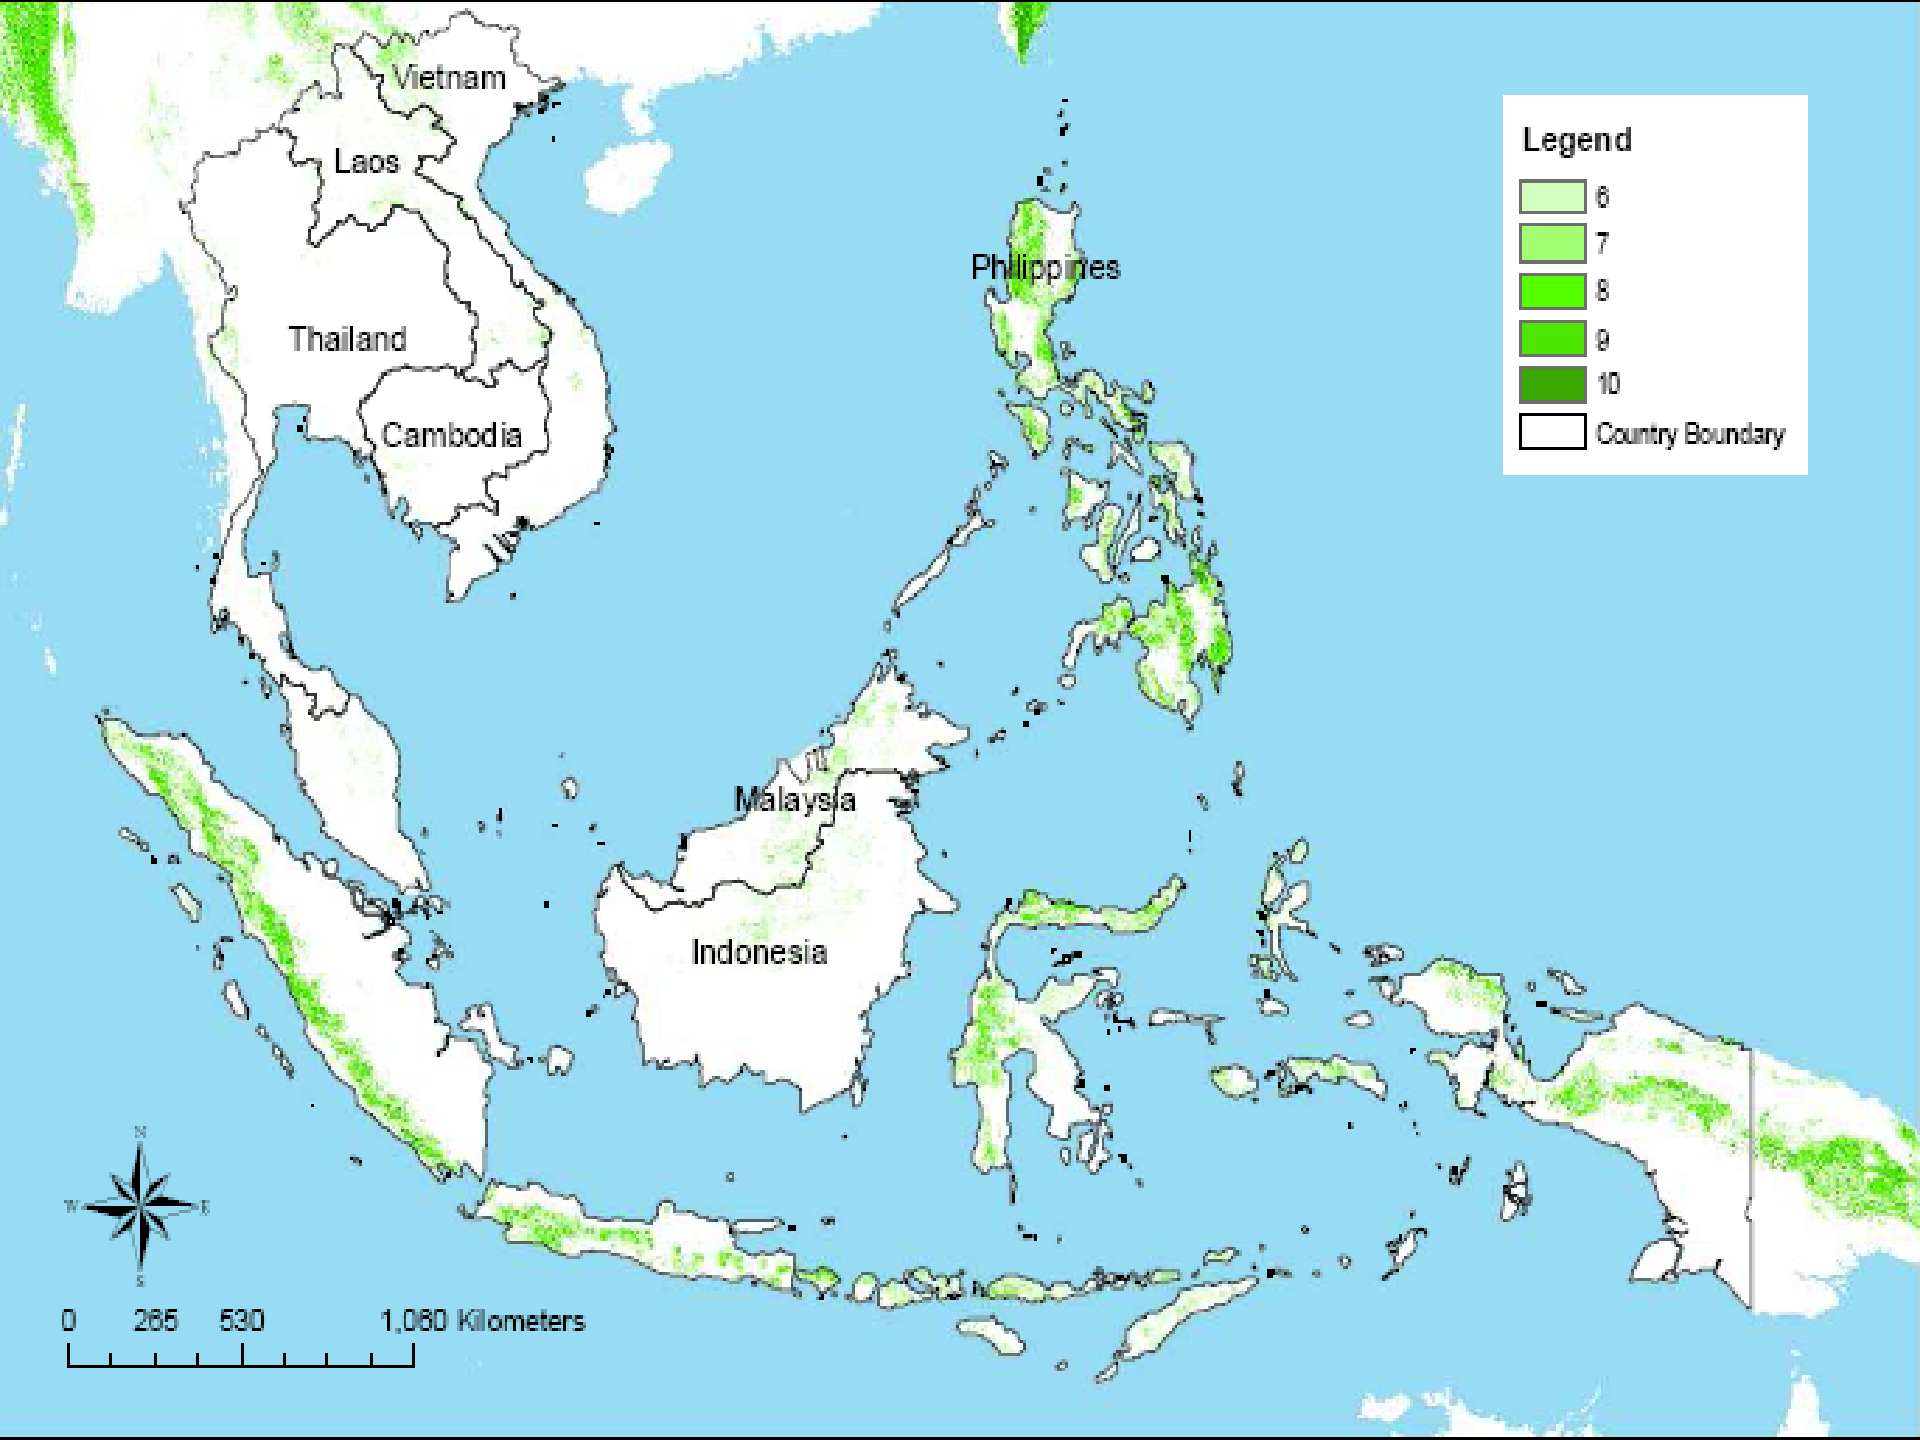 Vietnam
Laos
Thailand
Cambodia
Philippines
Malaysia
Indonesia
Legend
6
7
8
9
10
Country Boundary
N
W
E
S
0 265 530 1,060 Kilometers